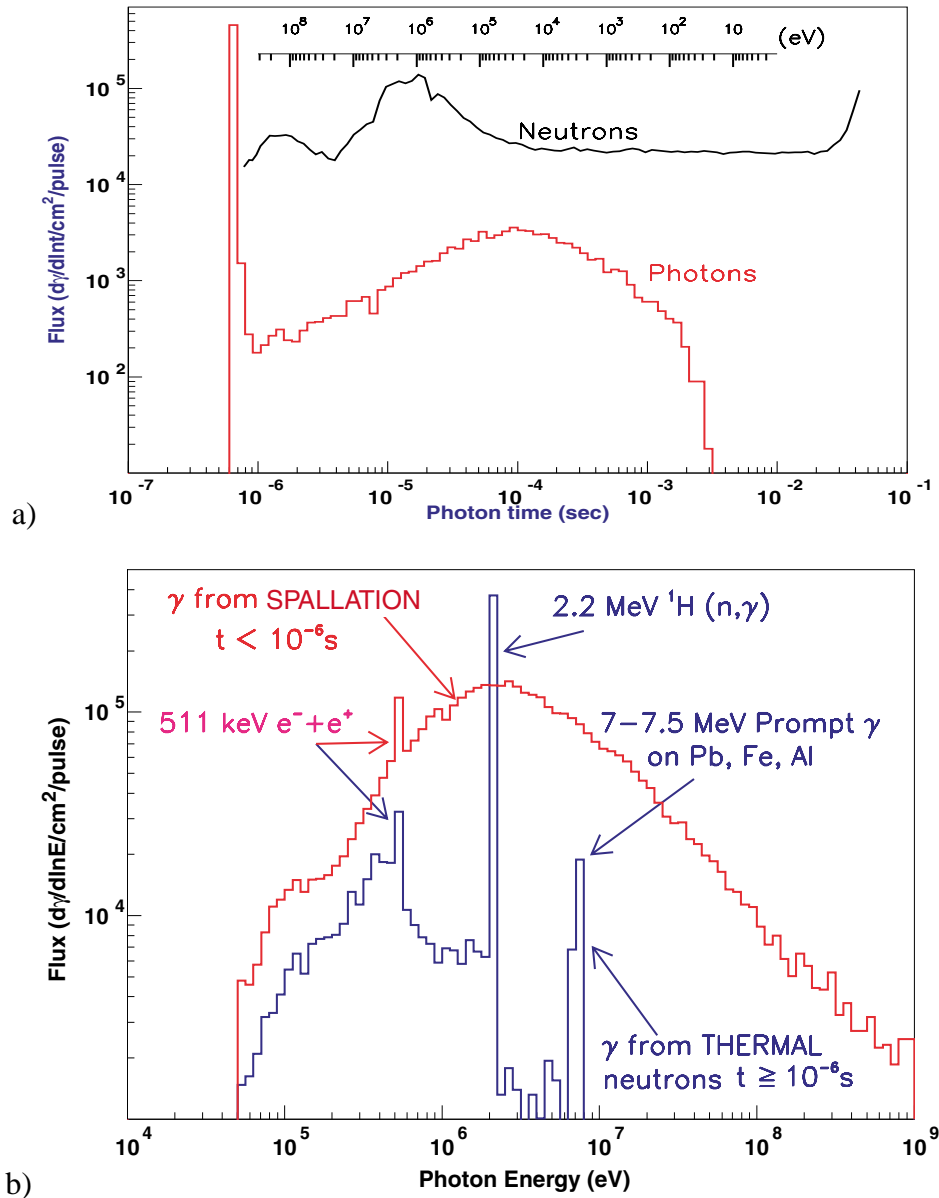 10⁸ 10⁷ 10⁶ 10⁵ 10⁴ 10³ 10² 10 (eV)
10⁵
10⁴
10³
10²
Flux (dγ/dlnt/cm²/pulse)
Neutrons
Photons
10⁻⁷ 10⁻⁶ 10⁻⁵ 10⁻⁴ 10⁻³ 10⁻² 10⁻¹
Photon time (sec)
a)
γ from SPALLATION
t < 10⁻⁶s
2.2 MeV ¹H (n,γ)
511 keV e⁻+e⁺
7−7.5 MeV Prompt γ
on Pb, Fe, Al
10⁵
10⁴
Flux (dγ/dlnE/cm²/pulse)
γ from THERMAL
neutrons t ≧ 10⁻⁶s
10⁴ 10⁵ 10⁶ 10⁷ 10⁸ 10⁹
Photon Energy (eV)
b)